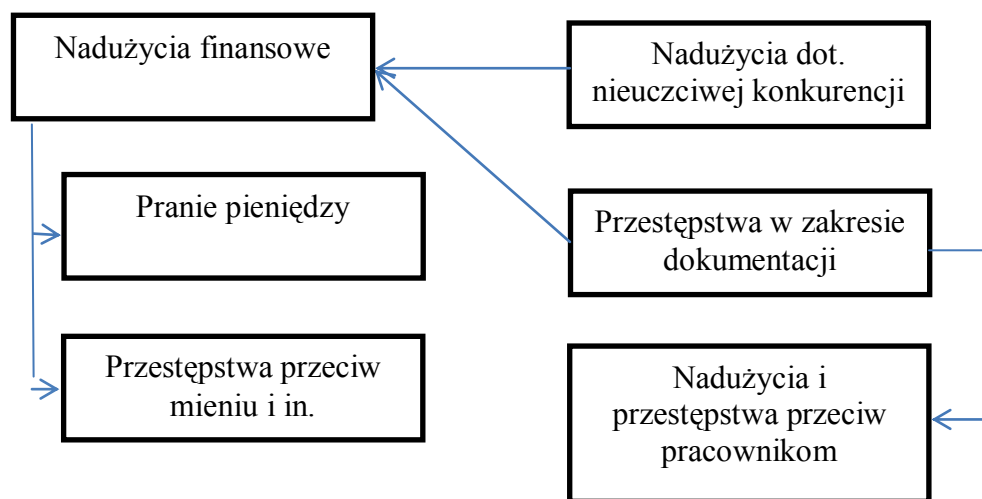 Nadużycia finansowe
Nadużycia dot.
nieuczciwej konkurencji
Pranie pieniędzy
Przestępstwa w zakresie
dokumentacji
Przestępstwa przeciw
mieniu i in.
Nadużycia i
przestępstwa przeciw
pracownikom